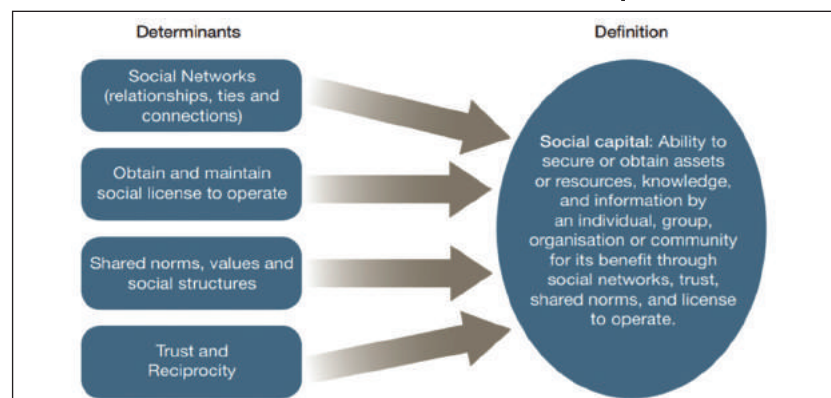 Determinants
Definition
Social Networks
(relationships, ties and
connections)
Obtain and maintain
social license to operate
Shared norms, values and
social structures
Trust and
Reciprocity
Social capital: Ability to
secure or obtain assets
or resources, knowledge,
and information by
an individual, group,
organisation or community
for its benefit through
social networks, trust,
shared norms, and license
to operate.